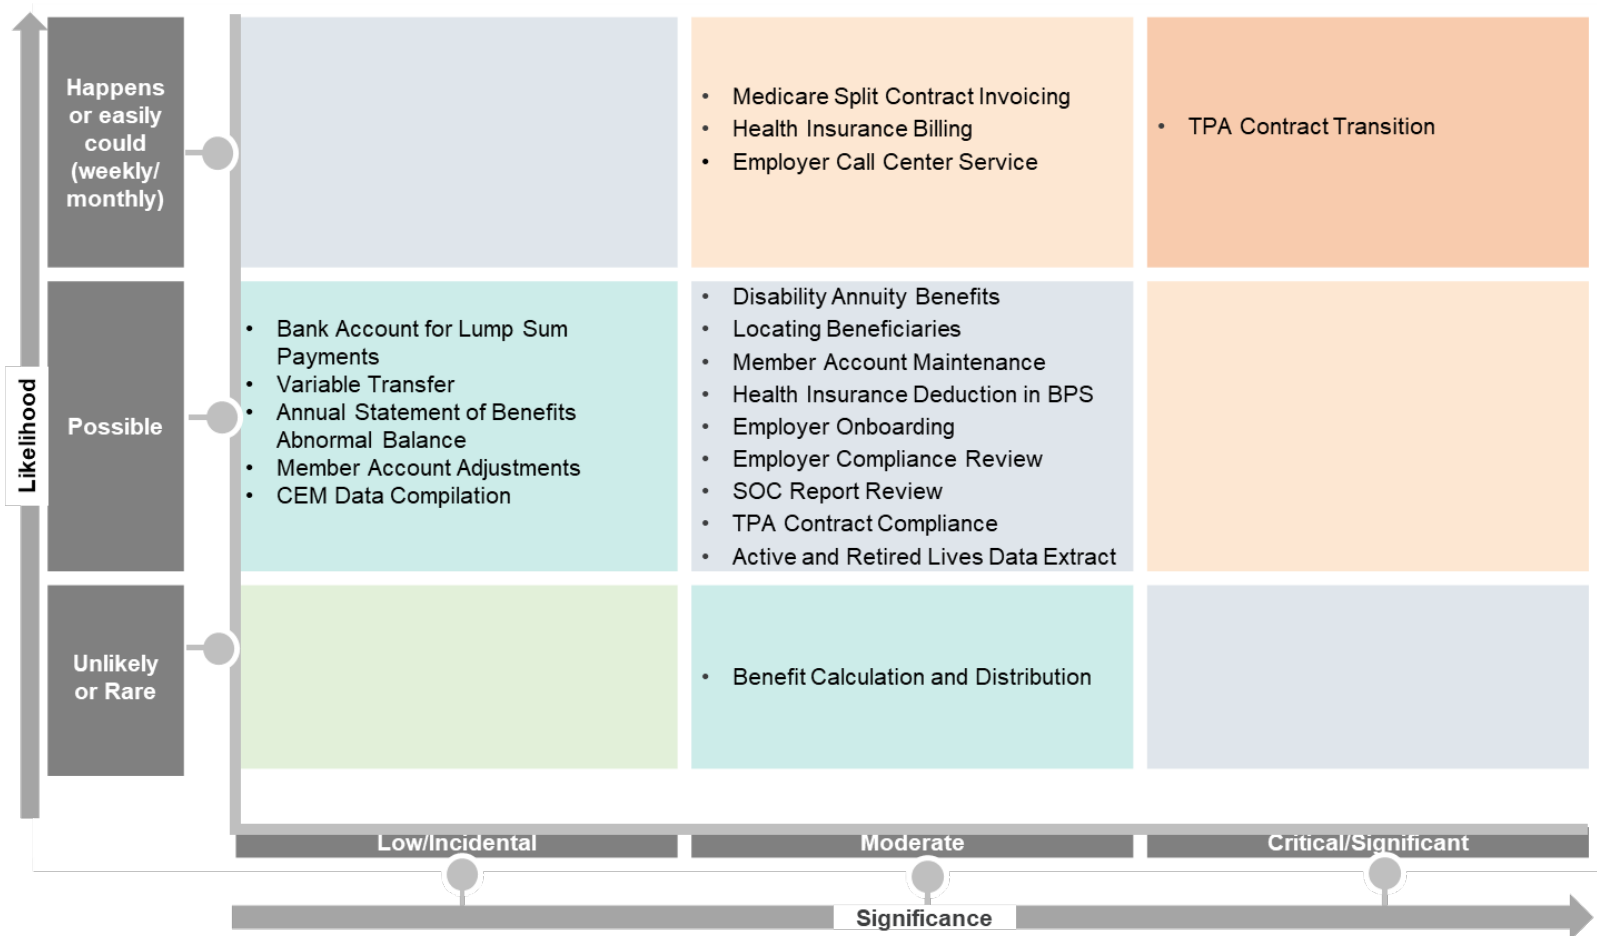 Happens
or easily
could
(weekly/
monthly)
• Medicare Split Contract Invoicing
• Health Insurance Billing
• Employer Call Center Service
• TPA Contract Transition
Likelihood
Possible
• Bank Account for Lump Sum
Payments
• Variable Transfer
• Annual Statement of Benefits
Abnormal Balance
• Member Account Adjustments
• CEM Data Compilation
• Disability Annuity Benefits
• Locating Beneficiaries
• Member Account Maintenance
• Health Insurance Deduction in BPS
• Employer Onboarding
• Employer Compliance Review
• SOC Report Review
• TPA Contract Compliance
• Active and Retired Lives Data Extract
Unlikely
or Rare
• Benefit Calculation and Distribution
Low/Incidental
Moderate
Critical/Significant
Significance